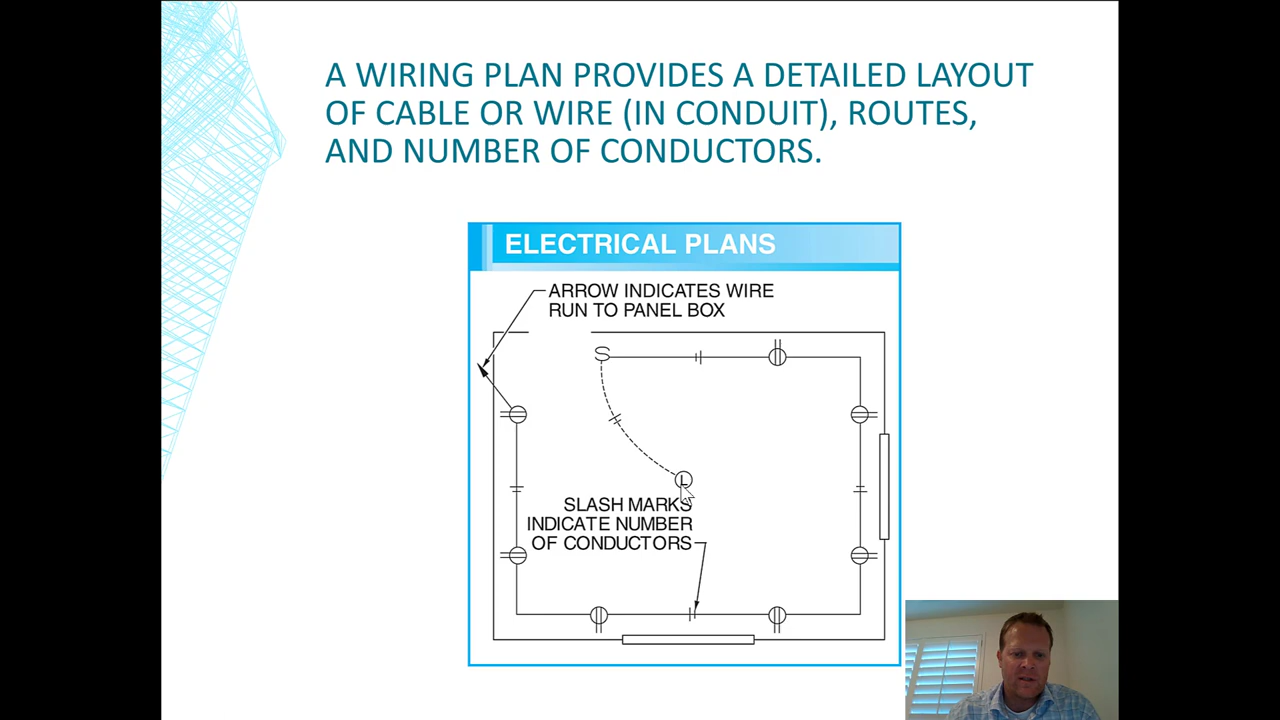 A WIRING PLAN PROVIDES A DETAILED LAYOUT
OF CABLE OR WIRE (IN CONDUIT), ROUTES,
AND NUMBER OF CONDUCTORS.
ELECTRICAL PLANS
ARROW INDICATES WIRE
RUN TO PANEL BOX
S
L
SLASH MARKS
INDICATE NUMBER
OF CONDUCTORS